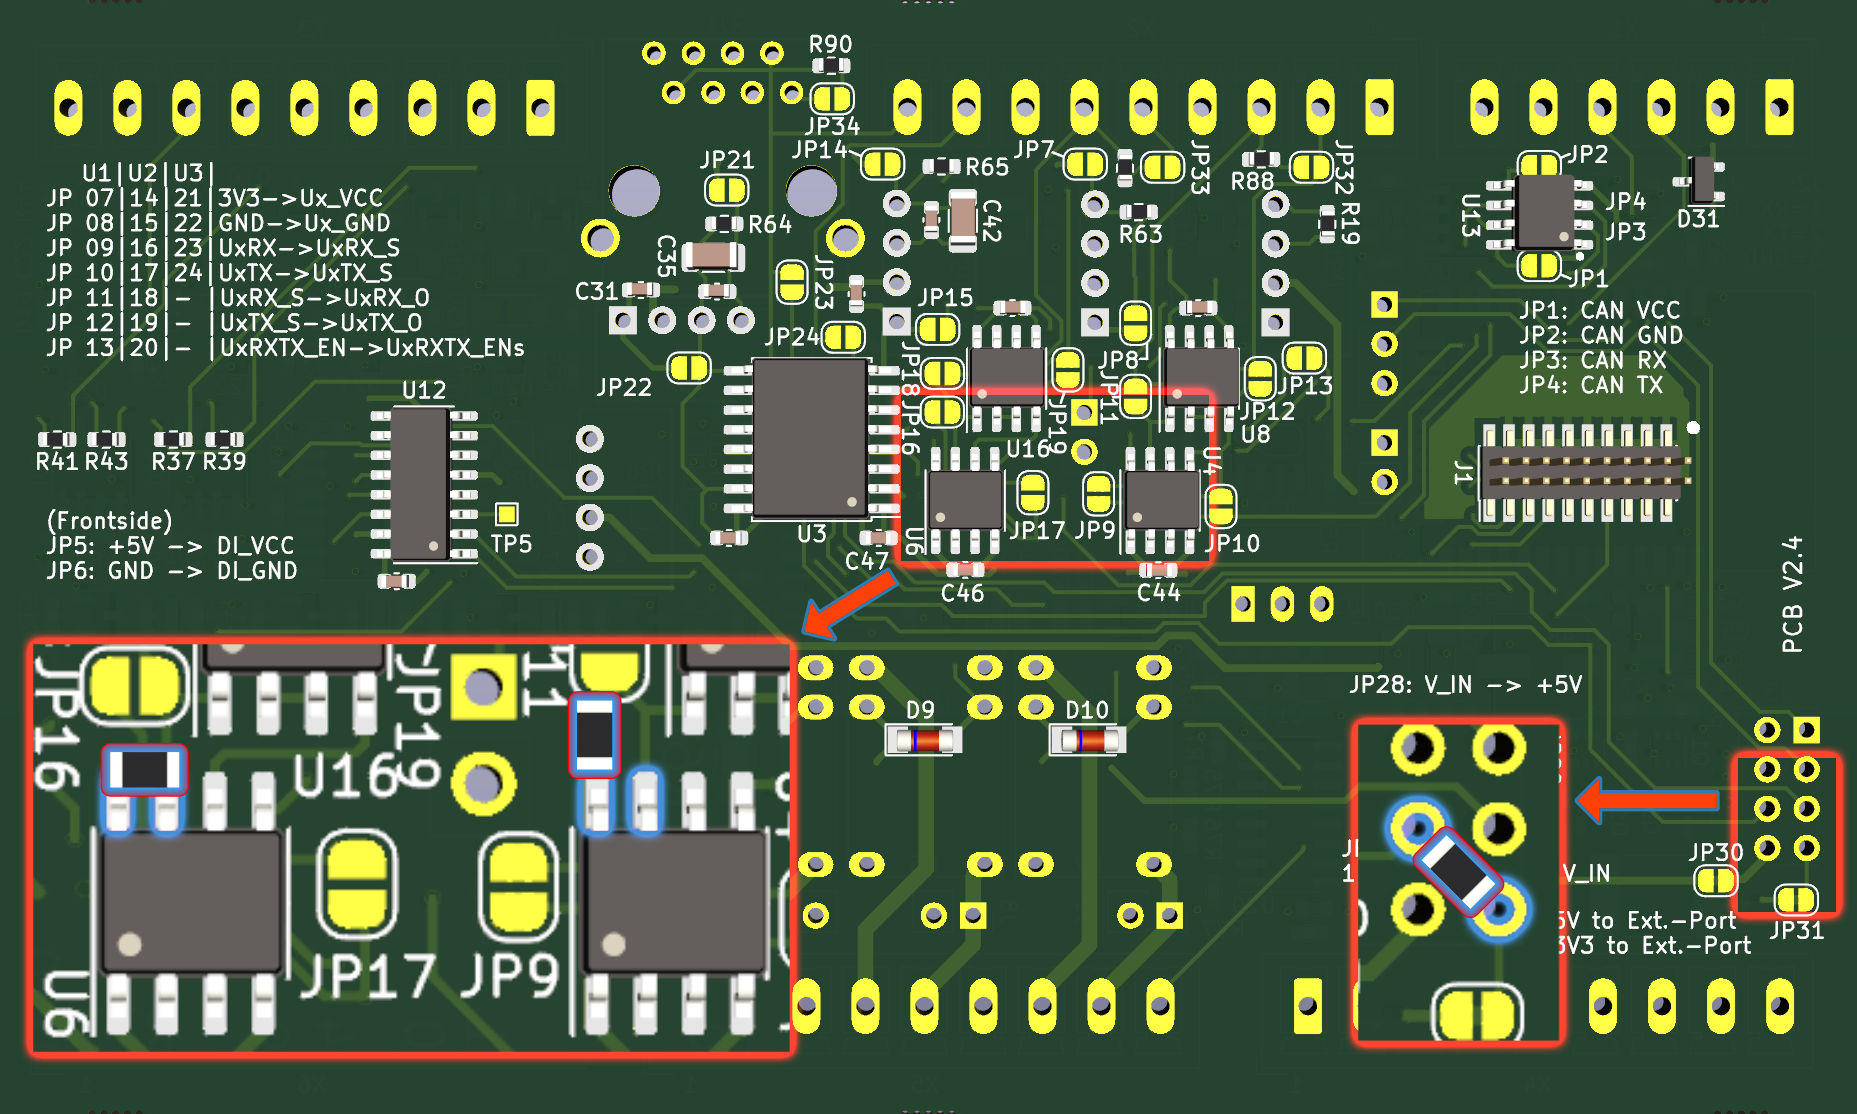 R90
JP34
JP14
R65
JP7
JP33
R88
JP32
R19
JP2
U13
JP4
JP3
D31
JP1
JP21
R64
C42
R63
C35
JP23
C31
JP15
JP24
JP22
U1|U2|U3|
JP 07|14|21|3V3->Ux_VCC
JP 08|15|22|GND->Ux_GND
JP 09|16|23|UxRX->UxRX_S
JP 10|17|24|UxTX->UxTX_S
JP 11|18|- |UxRX_S->UxRX_O
JP 12|19|- |UxTX_S->UxTX_O
JP 13|20|- |UxRXTX_EN->UxRXTX_ENs
JP1: CAN VCC
JP2: CAN GND
JP3: CAN RX
JP4: CAN TX
U12
JP18
JP8
JP13
JP11
JP12
JP16
JP19
U8
U16
U4
R41
R43
R37
R39
J1
(Frontside)
JP5: +5V -> DI_VCC
JP6: GND -> DI_GND
TP5
U3
U6
JP17
JP9
JP10
C47
C46
C44
PCB V2.4
JP28: V_IN -> +5V
JP16
U16
JP19
11
JP17
JP9
U6
D9
D10
JP30
V_IN
5V to Ext.-Port
3V3 to Ext.-Port
JP31